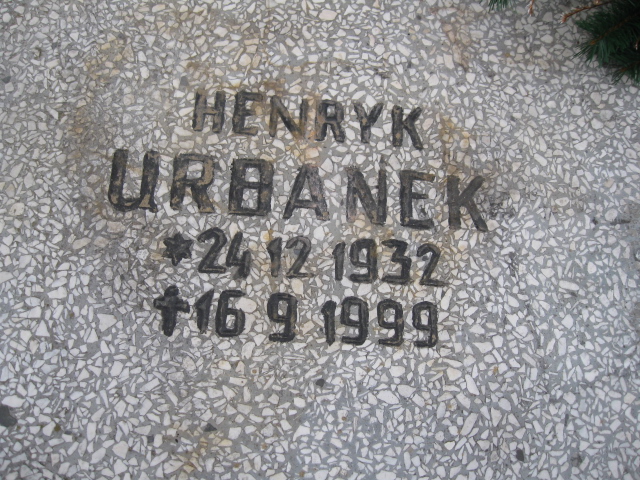 HENRYK
URBANEK
*24 12 1932
✝16 9 1999